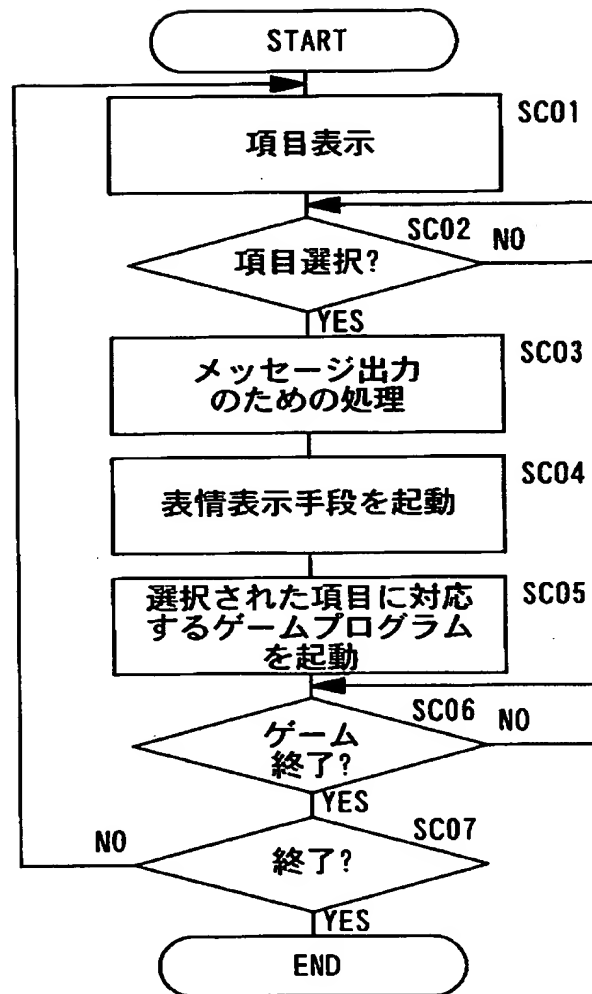 START
SC01
項目表示
SC02
項目選択?
NO
YES
SC03
メッセージ出力
のための処理
SC04
表情表示手段を起動
SC05
選択された項目に対応
するゲームプログラム
を起動
SC06
ゲーム
終了?
NO
YES
SC07
NO
終了?
YES
END